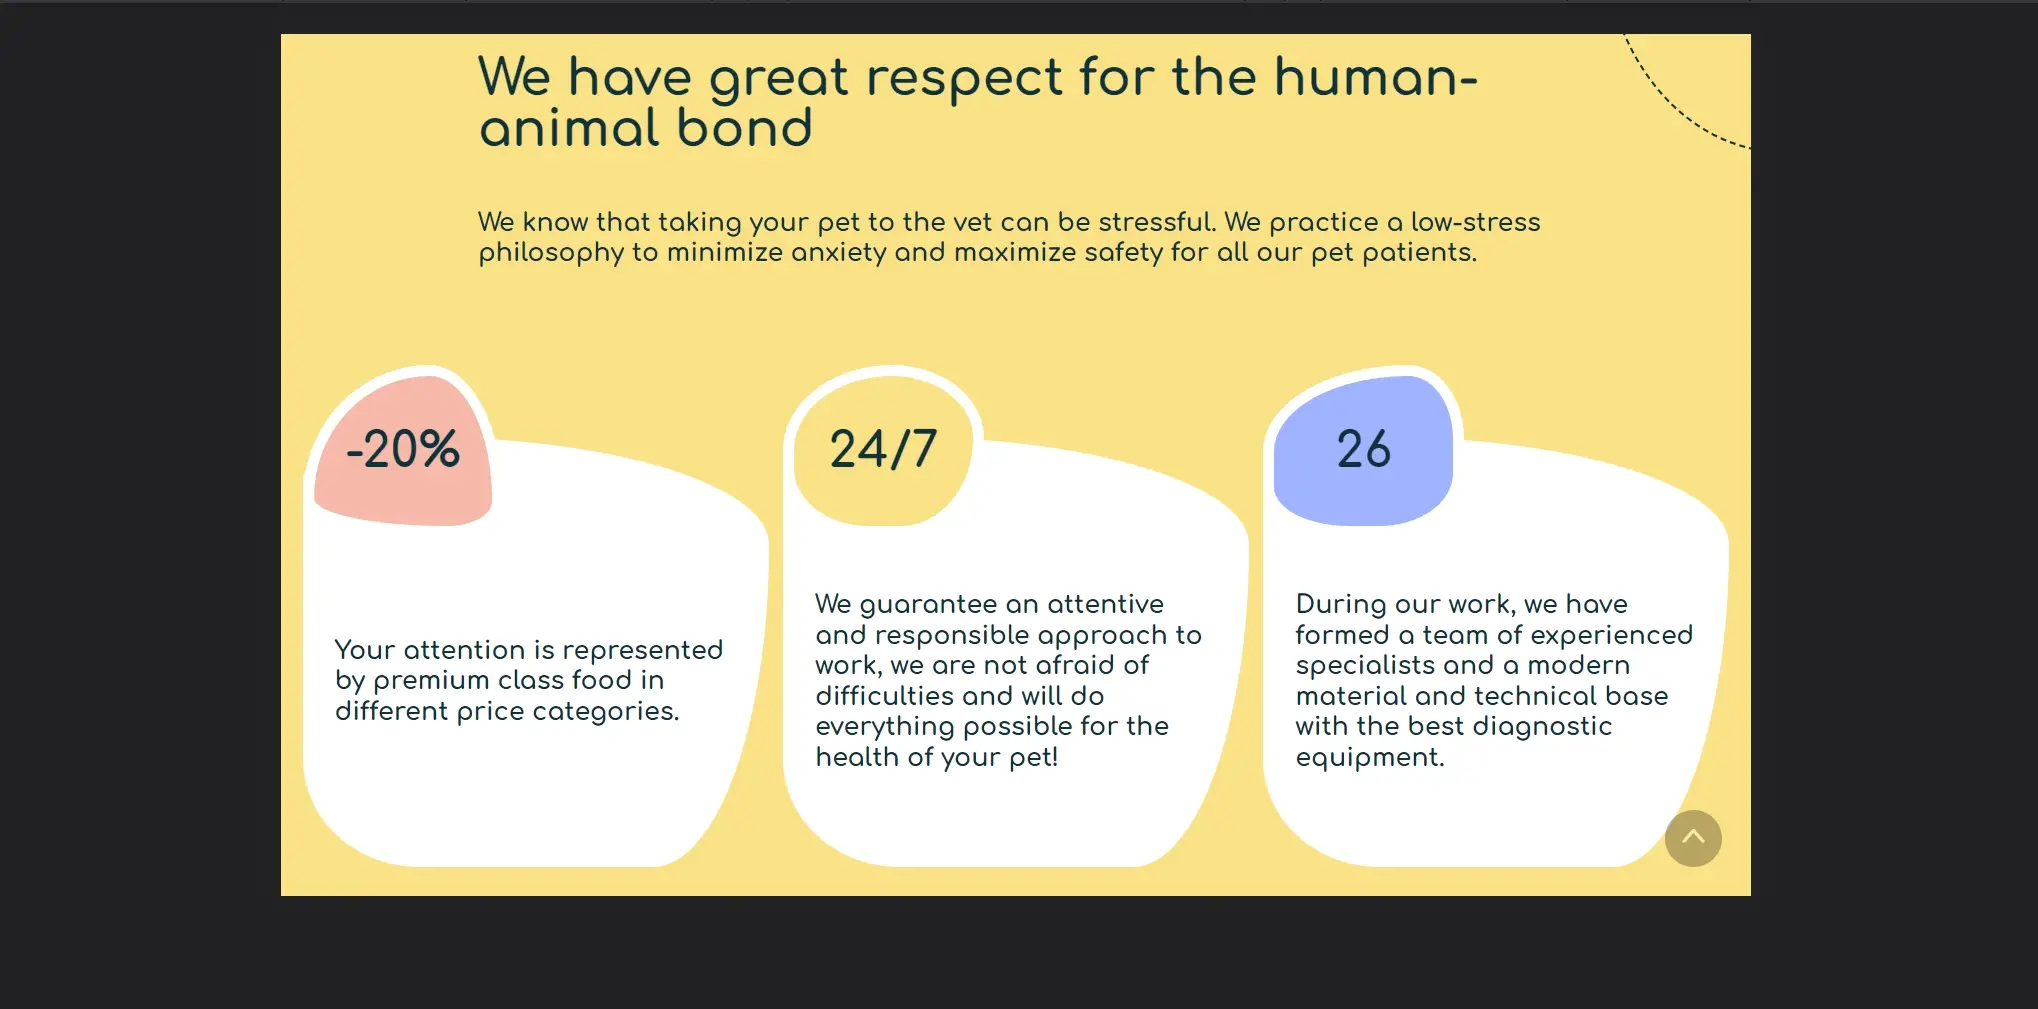 We have great respect for the human-
animal bond
We know that taking your pet to the vet can be stressful. We practice a low-stress
philosophy to minimize anxiety and maximize safety for all our pet patients.
-20%
Your attention is represented
by premium class food in
different price categories.
24/7
We guarantee an attentive
and responsible approach to
work, we are not afraid of
difficulties and will do
everything possible for the
health of your pet!
26
During our work, we have
formed a team of experienced
specialists and a modern
material and technical base
with the best diagnostic
equipment.